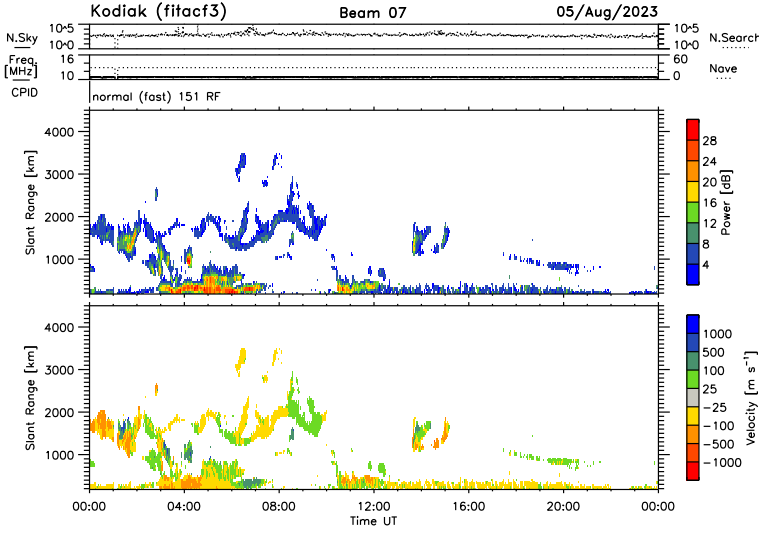 Kodiak (fitacf3) Beam 07 05/Aug/2023
N.Sky 10^5 10^5 N.Search
10^0 10^0
Freq. 16 60 Nave
[MHz] 10 0
CPID normal (fast) 151 RF
4000
3000
2000
1000
Slant Range [km]
28
24
20
16
12
8
4
Power [dB]
4000
3000
2000
1000
Slant Range [km]
1000
500
100
25
−25
−100
−500
−1000
Velocity [m s⁻¹]
00:00 04:00 08:00 12:00 16:00 20:00 00:00
Time UT